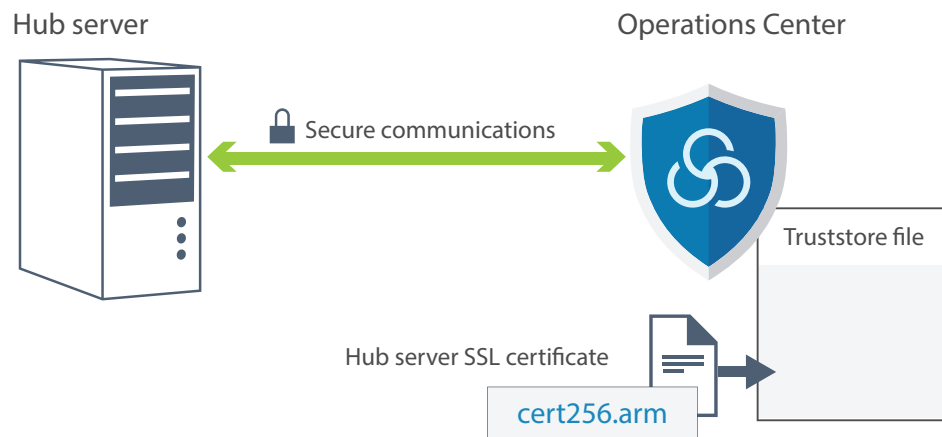 Hub server
Operations Center
Secure communications
Truststore file
Hub server SSL certificate
cert256.arm